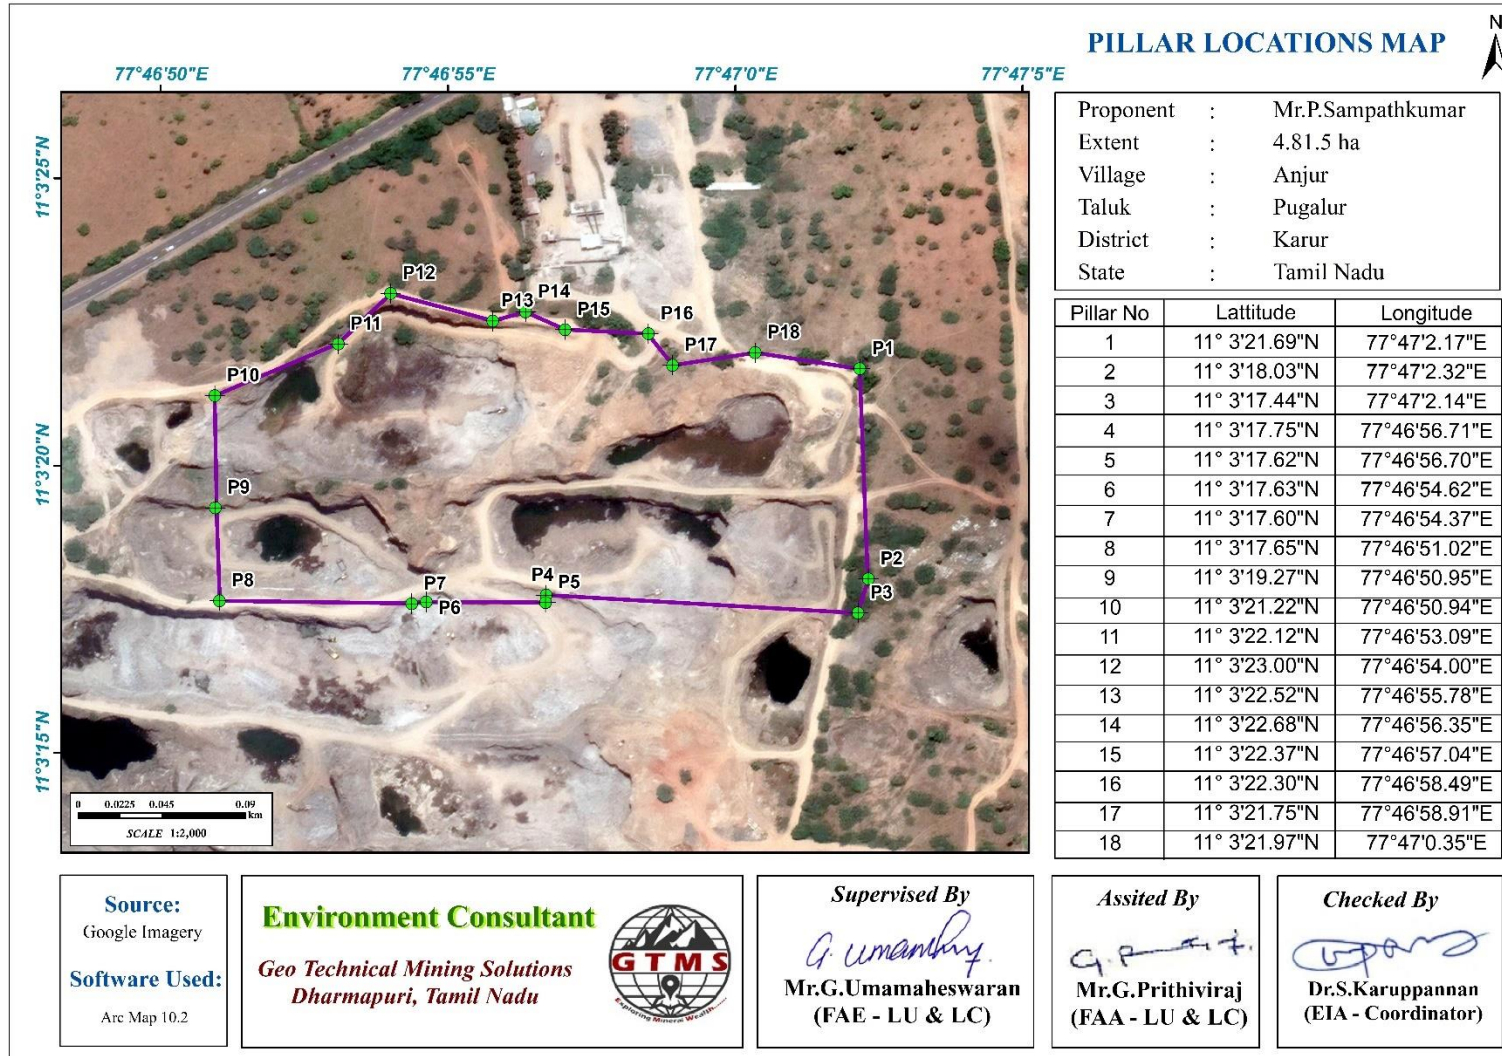 PILLAR LOCATIONS MAP
N
77°46'50"E 77°46'55"E 77°47'0"E 77°47'5"E
11°3'25"N
11°3'20"N
11°3'15"N
P12
P14
P13
P11
P15
P16
P18
P17
P1
P10
P9
P2
P8
P4
P5
P7
P6
P3
0 0.0225 0.045 0.09
km
SCALE 1:2,000
Proponent : Mr.P.Sampathkumar
Extent : 4.81.5 ha
Village : Anjur
Taluk : Pugalur
District : Karur
State : Tamil Nadu
Pillar No Lattitude Longitude
1 11° 3'21.69"N 77°47'2.17"E
2 11° 3'18.03"N 77°47'2.32"E
3 11° 3'17.44"N 77°47'2.14"E
4 11° 3'17.75"N 77°46'56.71"E
5 11° 3'17.62"N 77°46'56.70"E
6 11° 3'17.63"N 77°46'54.62"E
7 11° 3'17.60"N 77°46'54.37"E
8 11° 3'17.65"N 77°46'51.02"E
9 11° 3'19.27"N 77°46'50.95"E
10 11° 3'21.22"N 77°46'50.94"E
11 11° 3'22.12"N 77°46'53.09"E
12 11° 3'23.00"N 77°46'54.00"E
13 11° 3'22.52"N 77°46'55.78"E
14 11° 3'22.68"N 77°46'56.35"E
15 11° 3'22.37"N 77°46'57.04"E
16 11° 3'22.30"N 77°46'58.49"E
17 11° 3'21.75"N 77°46'58.91"E
18 11° 3'21.97"N 77°47'0.35"E
Source:
Google Imagery
Software Used:
Arc Map 10.2
Environment Consultant
Geo Technical Mining Solutions
Dharmapuri, Tamil Nadu
GTMS
Exploring Mineral Wealth......
Supervised By
Mr.G.Umamaheswaran
(FAE - LU & LC)
Assited By
Mr.G.Prithiviraj
(FAA - LU & LC)
Checked By
Dr.S.Karuppannan
(EIA - Coordinator)